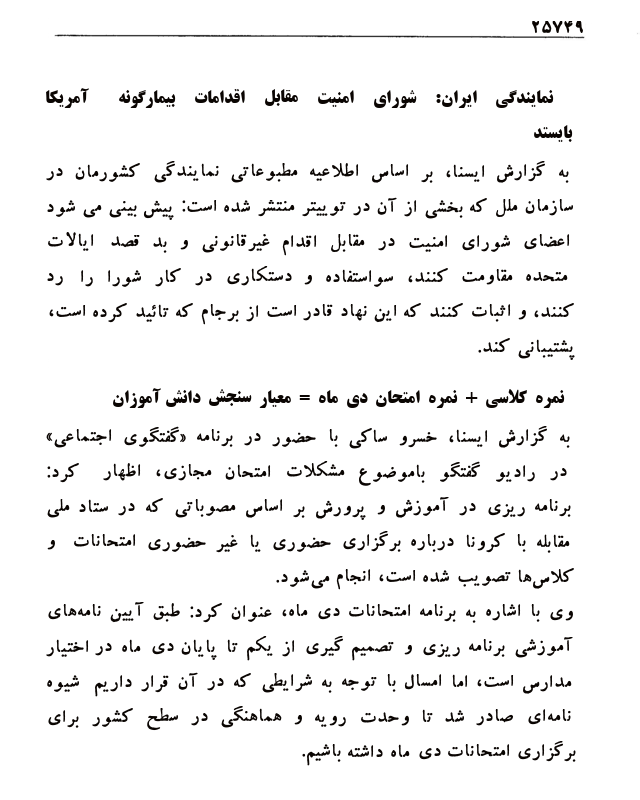 ۲۵۷۴۹
نمایندگی ایران: شورای امنیت مقابل اقدامات بیمارگونه آمریکا
بایستد
به گزارش ایسنا، بر اساس اطلاعیه مطبوعاتی نمایندگی کشورمان در
سازمان ملل که بخشی از آن در توییتر منتشر شده است: پیش بینی می شود
اعضای شورای امنیت در مقابل اقدام غیرقانونی و بد قصد ایالات
متحده مقاومت کنند، سواستفاده و دستکاری در کار شورا را رد
کنند، و اثبات کنند که این نهاد قادر است از برجام که تائید کرده است،
پشتیبانی کند.
نمره کلاسی + نمره امتحان دی ماه = معیار سنجش دانش آموزان
به گزارش ایسنا، خسرو ساکی با حضور در برنامه «گفتگوی اجتماعی»
در رادیو گفتگو باموضوع مشکلات امتحان مجازی، اظهار کرد:
برنامه ریزی در آموزش و پرورش بر اساس مصوباتی که در ستاد ملی
مقابله با کرونا درباره برگزاری حضوری یا غیر حضوری امتحانات و
کلاس‌ها تصویب شده است، انجام می‌شود.
وی با اشاره به برنامه امتحانات دی ماه، عنوان کرد: طبق آیین نامه‌های
آموزشی برنامه ریزی و تصمیم گیری از یکم تا پایان دی ماه در اختیار
مدارس است، اما امسال با توجه به شرایطی که در آن قرار داریم شیوه
نامه‌ای صادر شد تا وحدت رویه و هماهنگی در سطح کشور برای
برگزاری امتحانات دی ماه داشته باشیم.